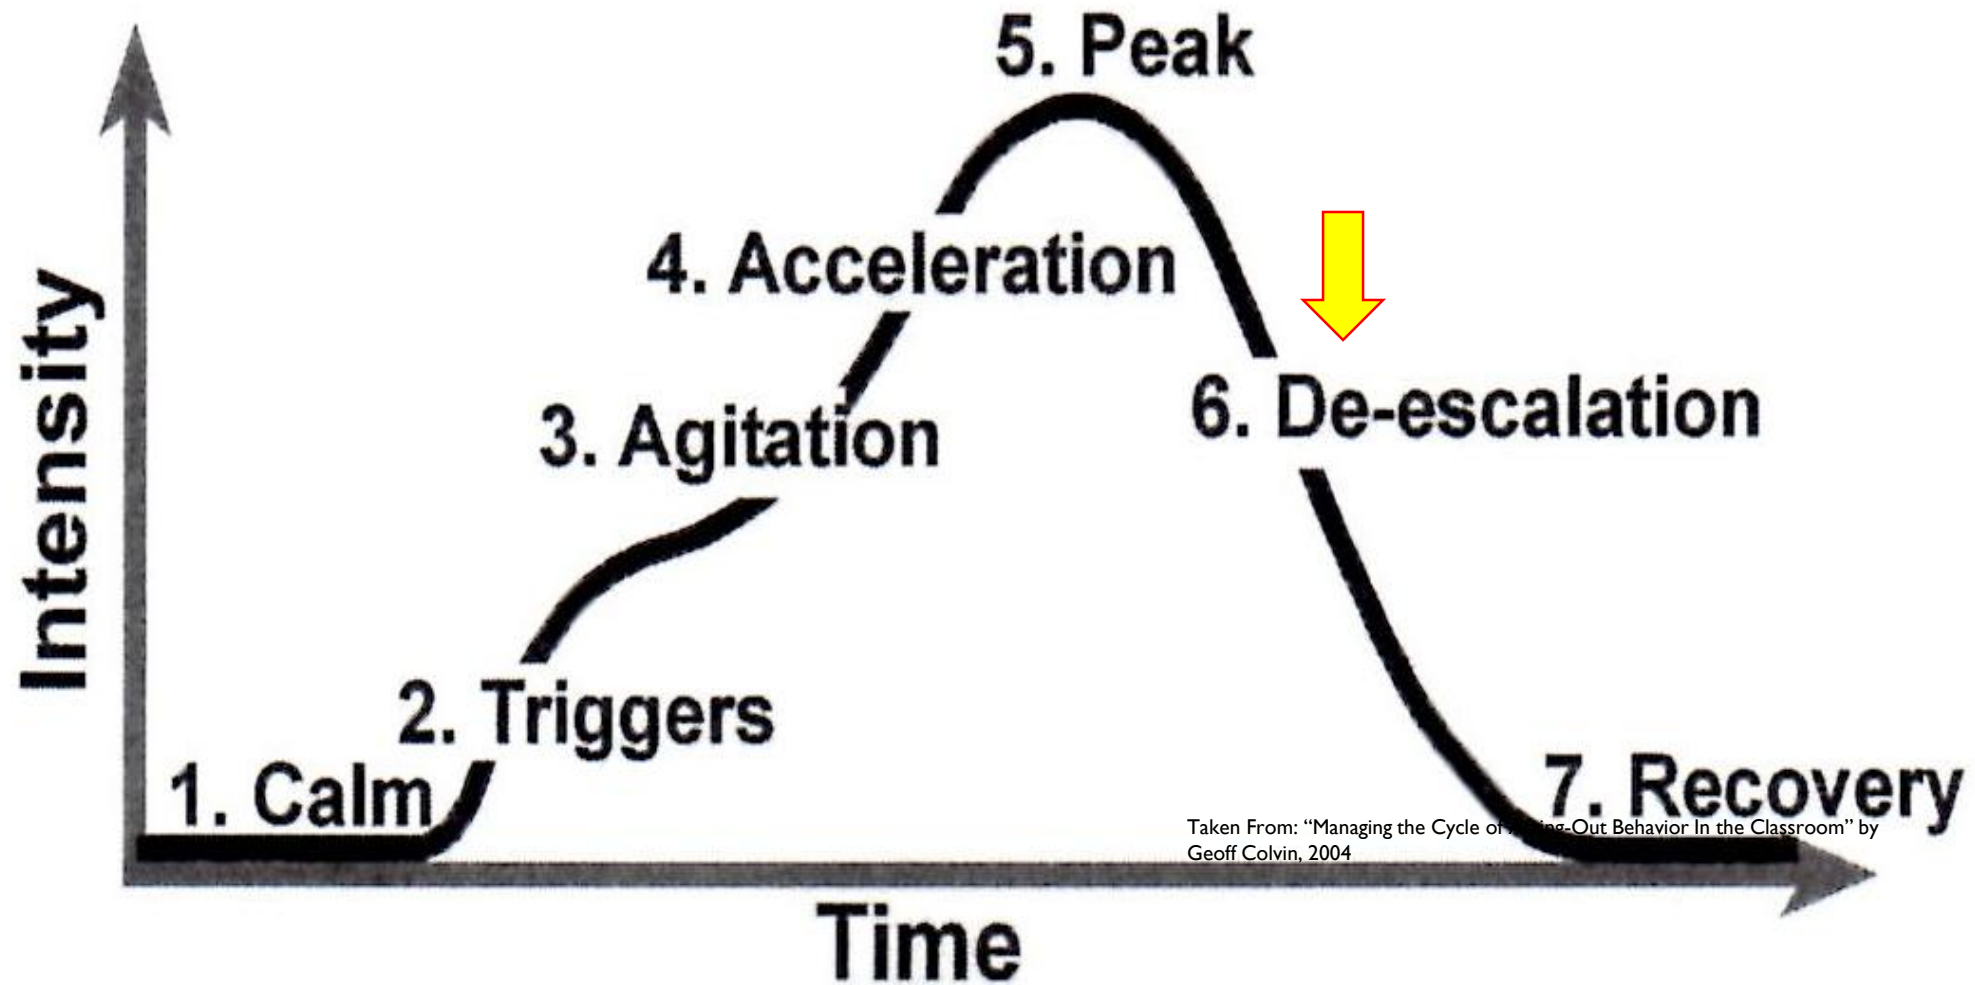 5. Peak
4. Acceleration
6. De-escalation
3. Agitation
2. Triggers
1. Calm
7. Recovery
Intensity
Taken From: “Managing the Cycle of -Out Behavior In the Classroom” by
Geoff Colvin, 2004
Time